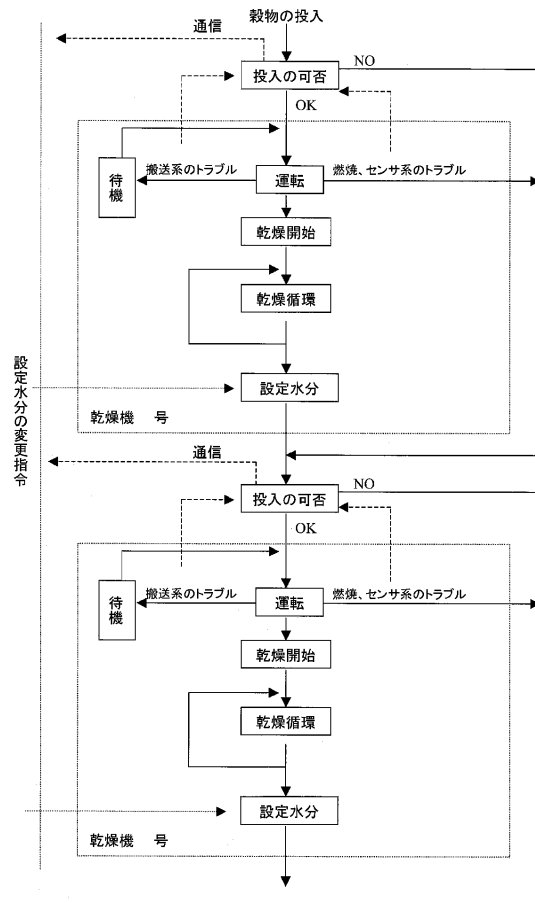 穀物の投入
通信
投入の可否
NO
OK
待機
搬送系のトラブル
運転
燃焼、センサ系のトラブル
乾燥開始
乾燥循環
設定水分
乾燥機 号
設定水分の変更指令
通信
投入の可否
NO
OK
待機
搬送系のトラブル
運転
燃焼、センサ系のトラブル
乾燥開始
乾燥循環
設定水分
乾燥機 号